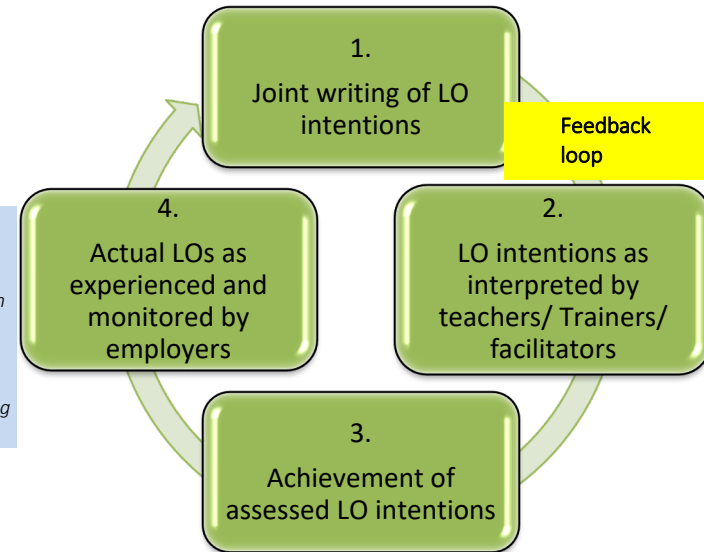 1.
Joint writing of LO
intentions
Feedback
loop
2.
LO intentions as
interpreted by
teachers/ Trainers/
facilitators
3.
Achievement of
assessed LO intentions
4.
Actual LOs as
experienced and
monitored by
employers